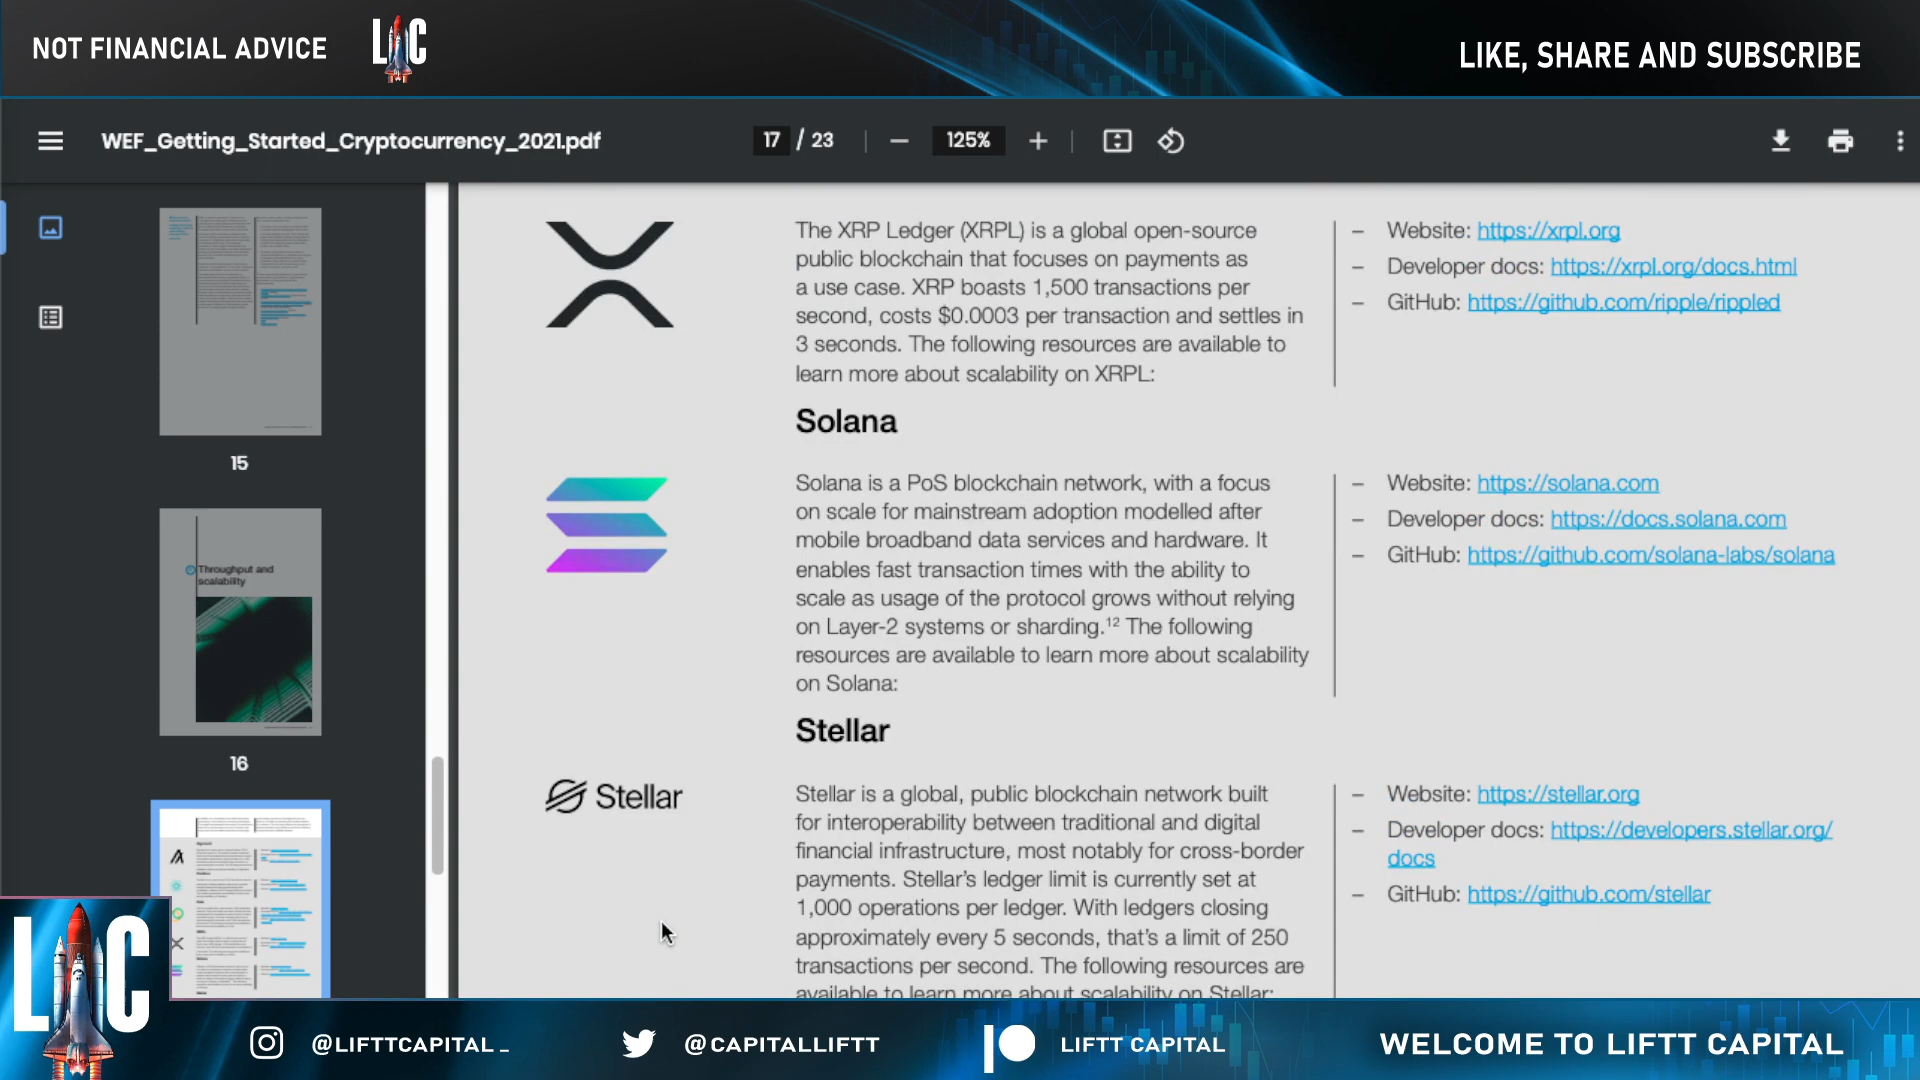 NOT FINANCIAL ADVICE
LC
LIKE, SHARE AND SUBSCRIBE
WEF_Getting_Started_Cryptocurrency_2021.pdf
17 / 23
125%
15
Throughput and
scalability
16
The XRP Ledger (XRPL) is a global open-source
public blockchain that focuses on payments as
a use case. XRP boasts 1,500 transactions per
second, costs $0.0003 per transaction and settles in
3 seconds. The following resources are available to
learn more about scalability on XRPL:
– Website: https://xrpl.org
– Developer docs: https://xrpl.org/docs.html
– GitHub: https://github.com/ripple/rippled
Solana
Solana is a PoS blockchain network, with a focus
on scale for mainstream adoption modelled after
mobile broadband data services and hardware. It
enables fast transaction times with the ability to
scale as usage of the protocol grows without relying
on Layer-2 systems or sharding.¹² The following
resources are available to learn more about scalability
on Solana:
– Website: https://solana.com
– Developer docs: https://docs.solana.com
– GitHub: https://github.com/solana-labs/solana
Stellar
Stellar
Stellar is a global, public blockchain network built
for interoperability between traditional and digital
financial infrastructure, most notably for cross-border
payments. Stellar's ledger limit is currently set at
1,000 operations per ledger. With ledgers closing
approximately every 5 seconds, that's a limit of 250
transactions per second. The following resources are
available to learn more about scalability on Stellar:
– Website: https://stellar.org
– Developer docs: https://developers.stellar.org/
docs
– GitHub: https://github.com/stellar
LC
@LIFTTCAPITAL_
@CAPITALLIFTT
LIFTT CAPITAL
WELCOME TO LIFTT CAPITAL